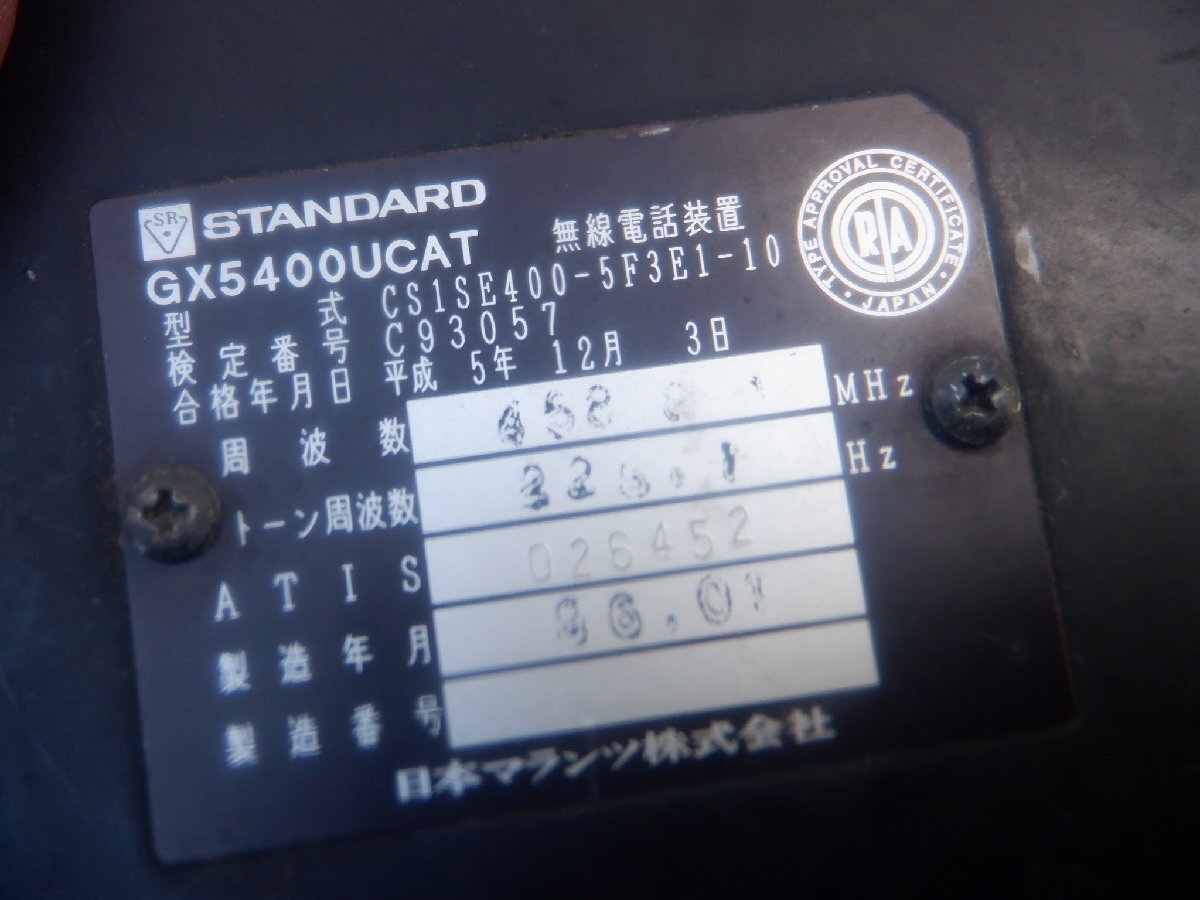 SR STANDARD
GX5400UCAT 無線電話装置
TYPE APPROVAL CERTIFICATE. JAPAN
RTA
型式 CS1SE400-5F3E1-10
検定番号 C93057
合格年月日 平成 5年 12月 3日
周波数 MHz
トーン周波数 Hz
ATIS 026452
製造年月 96.01
製造番号
日本マランツ株式会社